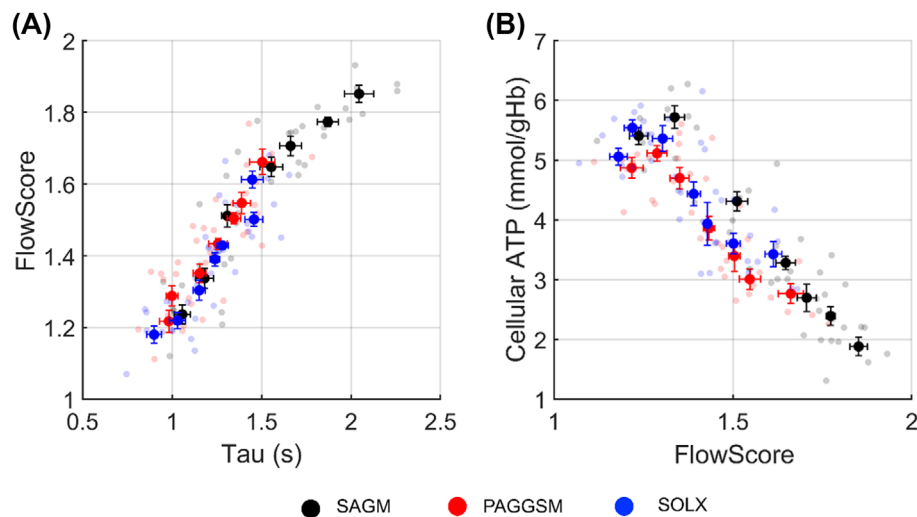 (A)
FlowScore
2
1.8
1.6
1.4
1.2
1
0.5 1 1.5 2 2.5
Tau (s)
(B)
Cellular ATP (mmol/gHb)
7
6
5
4
3
2
1
1 1.5 2
FlowScore
SAGM PAGGSM SOLX